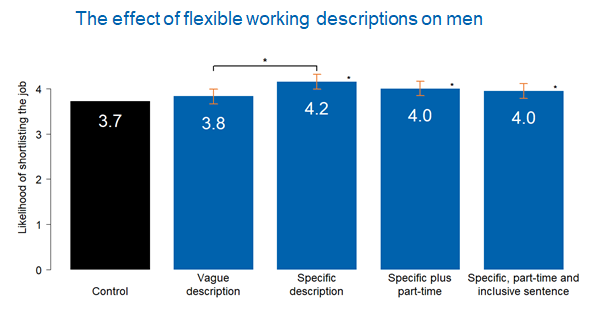 The effect of flexible working descriptions on men
Likelihood of shortlisting the job
4
3
2
1
0
*
*
*
*
3.7
3.8
4.2
4.0
4.0
Control
Vague
description
Specific
description
Specific plus
part-time
Specific, part-time and
inclusive sentence